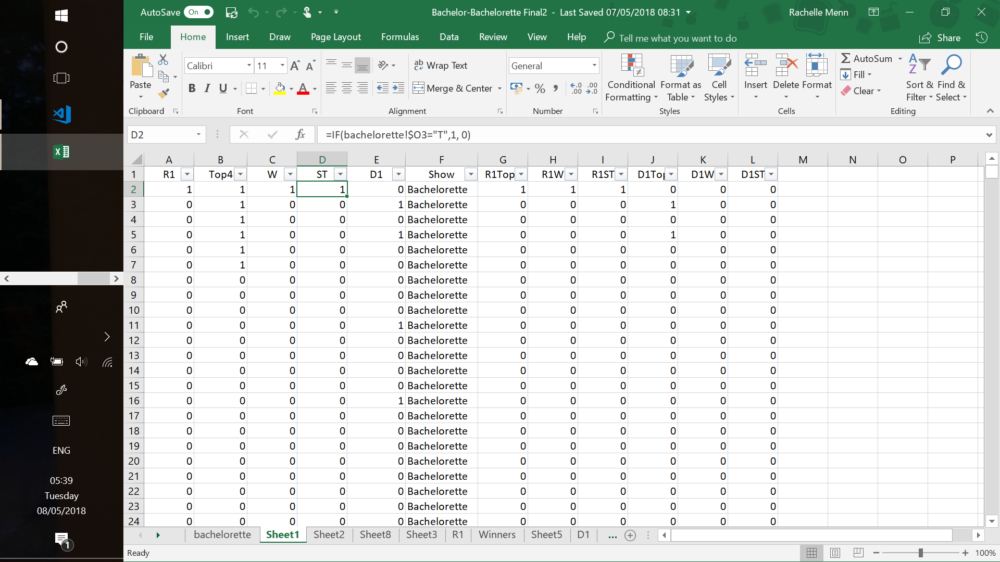 AutoSave On
Bachelor-Bachelorette Final2 - Last Saved 07/05/2018 08:31
Rachelle Menn
File Home Insert Draw Page Layout Formulas Data Review View Help Tell me what you want to do Share
Paste
Calibri 11
B I U
A A A
ab Wrap Text
Merge & Center
General
% , .00 .00
Conditional Formatting
Format as Table
Cell Styles
Insert Delete Format
AutoSum
Fill
Clear
Sort & Filter
Find & Select
Clipboard Font Alignment Number Styles Cells Editing
D2 fx =IF(bachelorette!$O3="T",1, 0)
A B C D E F G H I J K L M N O P
1 R1 Top4 W ST D1 Show R1Top R1W R1ST D1To D1W D1ST
2 1 1 1 1 0 Bachelorette 1 1 1 0 0 0
3 0 1 0 0 1 Bachelorette 0 0 0 1 0 0
4 0 1 0 0 0 Bachelorette 0 0 0 0 0 0
5 0 1 0 0 1 Bachelorette 0 0 0 1 0 0
6 0 1 0 0 0 Bachelorette 0 0 0 0 0 0
7 0 1 0 0 0 Bachelorette 0 0 0 0 0 0
8 0 0 0 0 0 Bachelorette 0 0 0 0 0 0
9 0 0 0 0 0 Bachelorette 0 0 0 0 0 0
10 0 0 0 0 0 Bachelorette 0 0 0 0 0 0
11 0 0 0 0 1 Bachelorette 0 0 0 0 0 0
12 0 0 0 0 0 Bachelorette 0 0 0 0 0 0
13 0 0 0 0 0 Bachelorette 0 0 0 0 0 0
14 0 0 0 0 0 Bachelorette 0 0 0 0 0 0
15 0 0 0 0 0 Bachelorette 0 0 0 0 0 0
16 0 0 0 0 1 Bachelorette 0 0 0 0 0 0
17 0 0 0 0 0 Bachelorette 0 0 0 0 0 0
18 0 0 0 0 0 Bachelorette 0 0 0 0 0 0
19 0 0 0 0 0 Bachelorette 0 0 0 0 0 0
20 0 0 0 0 0 Bachelorette 0 0 0 0 0 0
21 0 0 0 0 0 Bachelorette 0 0 0 0 0 0
22 0 0 0 0 0 Bachelorette 0 0 0 0 0 0
23 0 0 0 0 0 Bachelorette 0 0 0 0 0 0
24 0 0 0 0 0 Bachelorette 0 0 0 0 0 0
bachelorette Sheet1 Sheet2 Sheet8 Sheet3 R1 Winners Sheet5 D1 ...
Ready 100%
ENG
05:39
Tuesday
08/05/2018
1